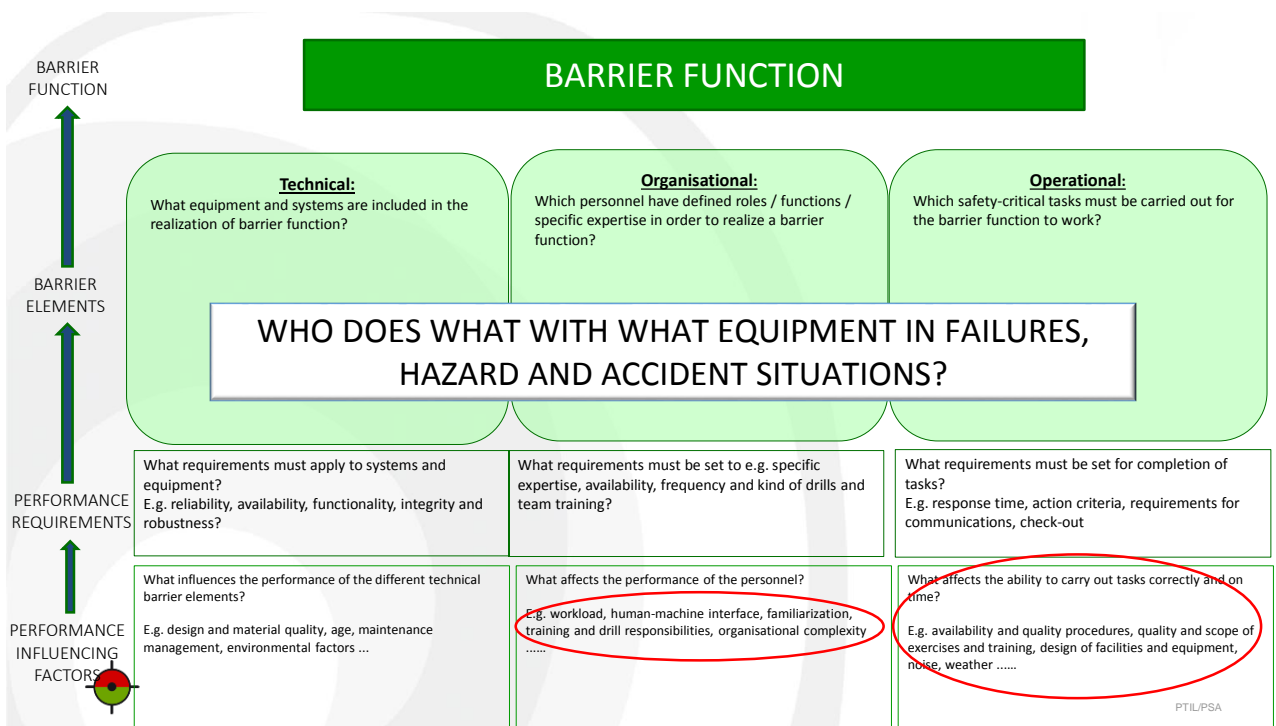 BARRIER FUNCTION
BARRIER
FUNCTION
Technical:
What equipment and systems are included in the
realization of barrier function?
Organisational:
Which personnel have defined roles / functions /
specific expertise in order to realize a barrier
function?
Operational:
Which safety-critical tasks must be carried out for
the barrier function to work?
BARRIER
ELEMENTS
WHO DOES WHAT WITH WHAT EQUIPMENT IN FAILURES,
HAZARD AND ACCIDENT SITUATIONS?
PERFORMANCE
REQUIREMENTS
What requirements must apply to systems and
equipment?
E.g. reliability, availability, functionality, integrity and
robustness?
What requirements must be set to e.g. specific
expertise, availability, frequency and kind of drills and
team training?
What requirements must be set for completion of
tasks?
E.g. response time, action criteria, requirements for
communications, check-out
PERFORMANCE
INFLUENCING
FACTORS
What influences the performance of the different technical
barrier elements?
E.g. design and material quality, age, maintenance
management, environmental factors ...
What affects the performance of the personnel?
E.g. workload, human-machine interface, familiarization,
training and drill responsibilities, organisational complexity
......
What affects the ability to carry out tasks correctly and on
time?
E.g. availability and quality procedures, quality and scope of
exercises and training, design of facilities and equipment,
noise, weather ......
PTIL/PSA